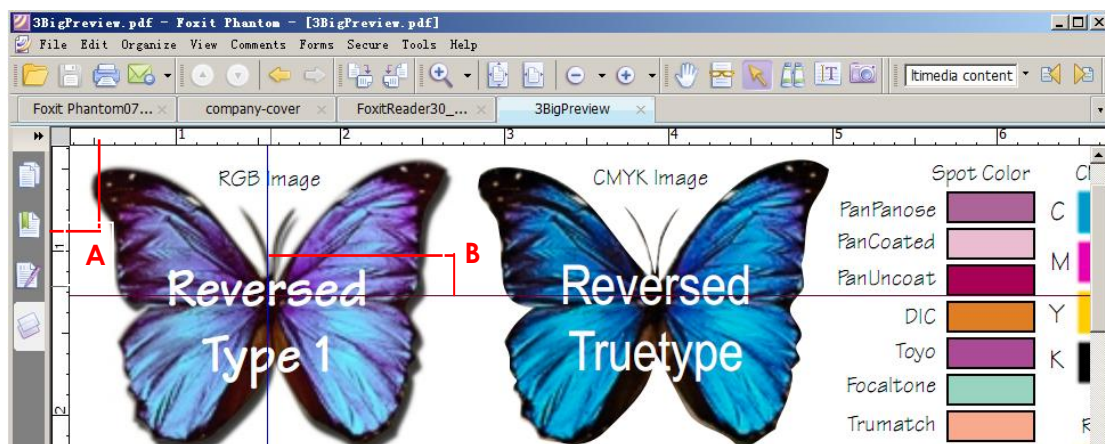 3BigPreview.pdf - Foxit Phantom - [3BigPreview.pdf]
File Edit Organize View Comments Forms Secure Tools Help
ltimedia content
Foxit Phantom07... company-cover FoxitReader30_... 3BigPreview
1 2 3 4 5 6
RGB Image
CMYK Image
Spot Color
PanPanose C
PanCoated
M
PanUncoat
DIC Y
Toyo K
Focaltone
Trumatch
A
B
1
2
Reversed
Type 1
Reversed
Truetype